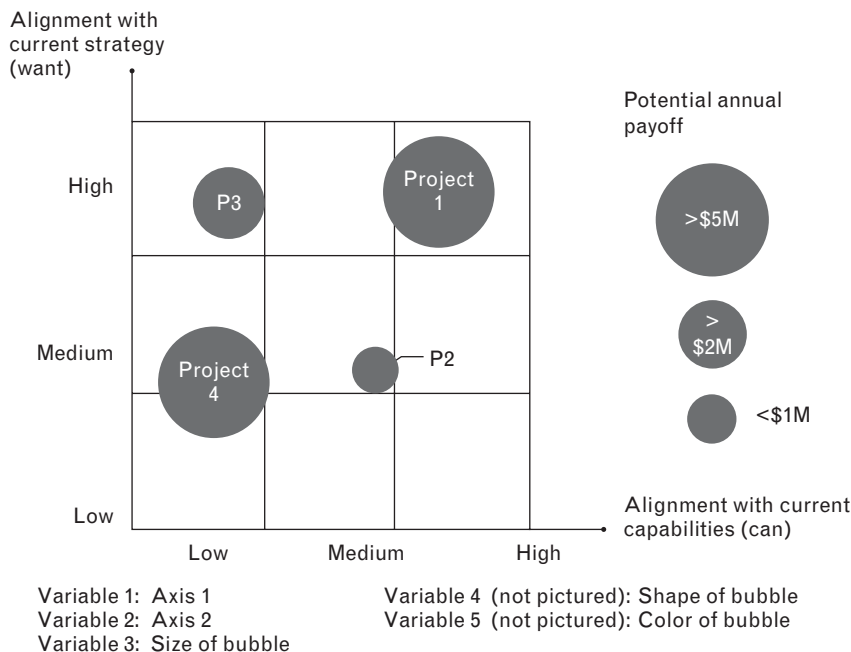 Alignment with
current strategy
(want)
Potential annual
payoff
High
P3
Project
1
>$5M
Medium
Project
4
P2
>
$2M
<$1M
Low
Alignment with current
capabilities (can)
Low
Medium
High
Variable 1: Axis 1
Variable 2: Axis 2
Variable 3: Size of bubble
Variable 4 (not pictured): Shape of bubble
Variable 5 (not pictured): Color of bubble